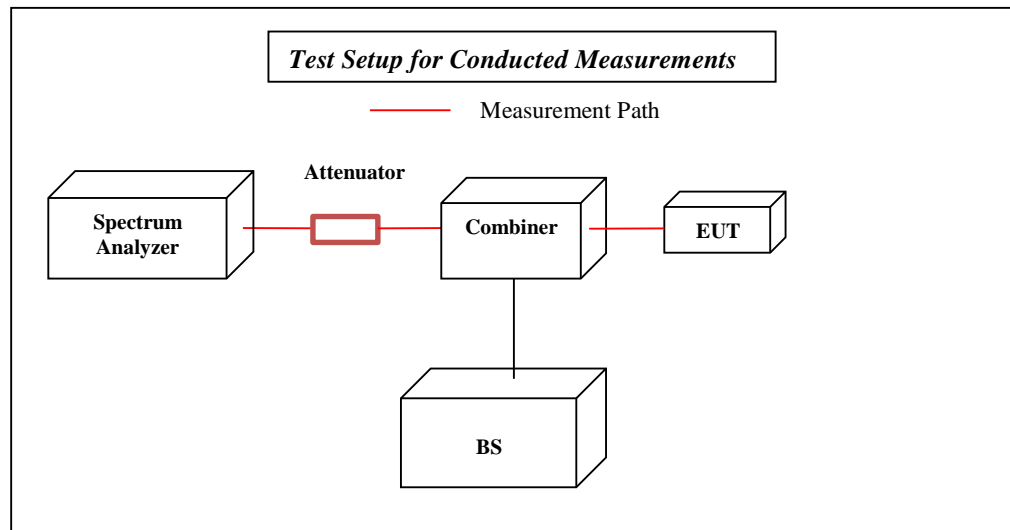 Test Setup for Conducted Measurements
Measurement Path
Attenuator
Spectrum
Analyzer
Combiner
EUT
BS